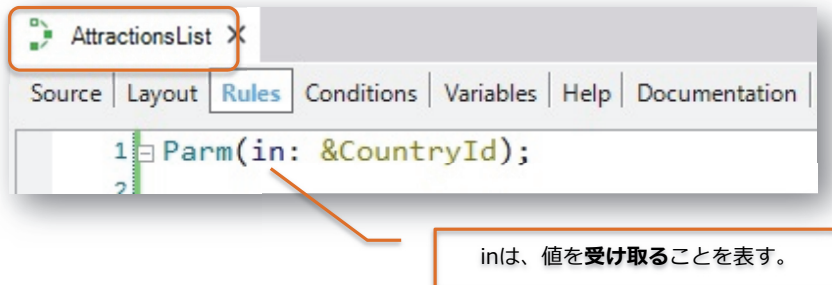 AttractionsList
Source Layout Rules Conditions Variables Help Documentation
1 Parm(in: &CountryId);
2
inは、値を受け取ることを表す。